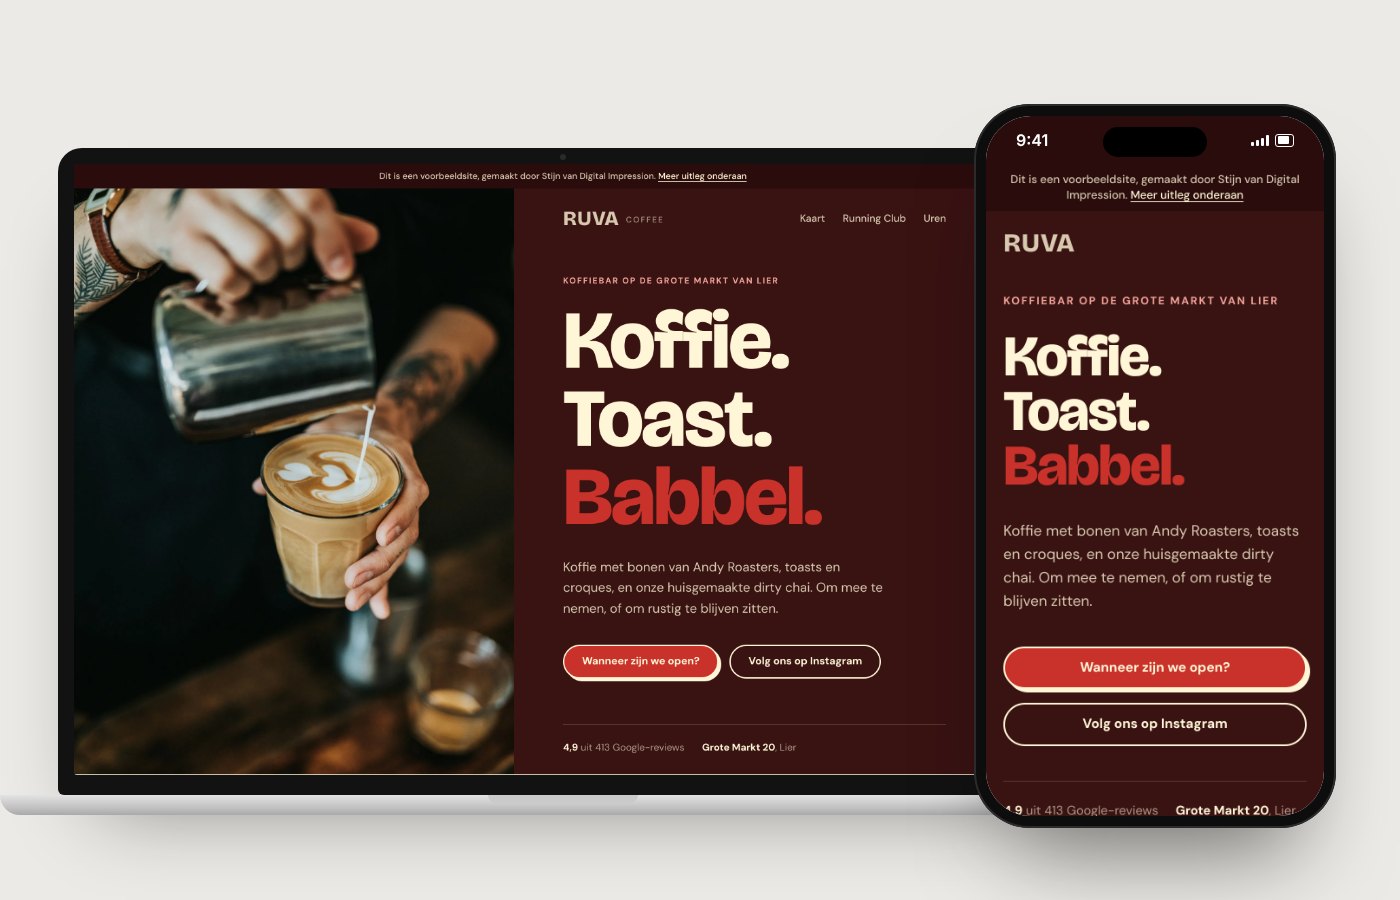 Dit is een voorbeeldsite, gemaakt door Stijn van Digital Impression. Meer uitleg onderaan
RUVA COFFEE
Kaart Running Club Uren
KOFFIEBAR OP DE GROTE MARKT VAN LIER
Koffie.
Toast.
Babbel.
Koffie met bonen van Andy Roasters, toasts en
croques, en onze huisgemaakte dirty chai. Om mee te
nemen, of om rustig te blijven zitten.
Wanneer zijn we open? Volg ons op Instagram
4,9 uit 413 Google-reviews Grote Markt 20, Lier
9:41
Dit is een voorbeeldsite, gemaakt door Stijn van Digital
Impression. Meer uitleg onderaan
RUVA
KOFFIEBAR OP DE GROTE MARKT VAN LIER
Koffie.
Toast.
Babbel.
Koffie met bonen van Andy Roasters, toasts
en croques, en onze huisgemaakte dirty
chai. Om mee te nemen, of om rustig te
blijven zitten.
Wanneer zijn we open?
Volg ons op Instagram
4,9 uit 413 Google-reviews Grote Markt 20, Lier